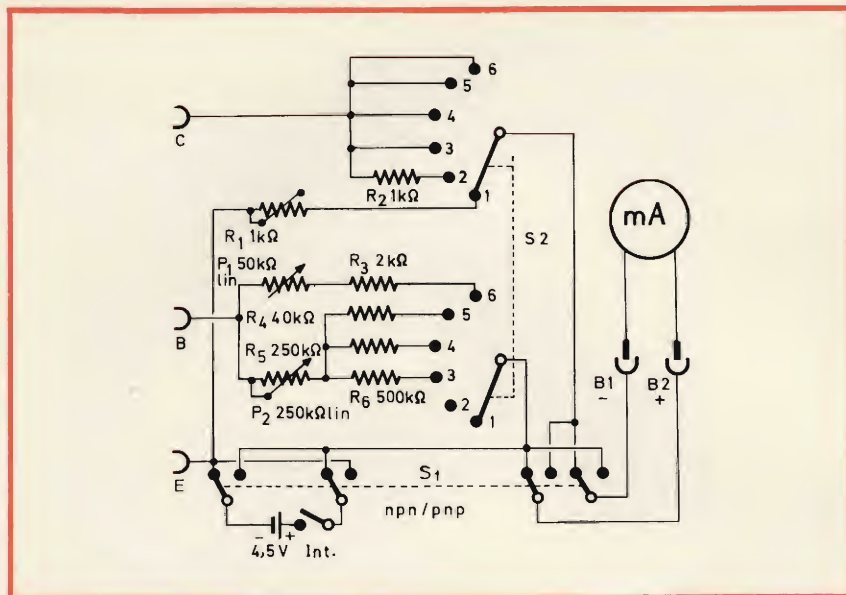 6
5
C
4
3
R2 1kΩ
2
1
R1 1kΩ
mA
S2
P1 50kΩ
lin
R3 2kΩ
6
R4 40kΩ
5
B
R5 250kΩ
4
3
P2 250kΩlin
R6 500kΩ
2
1
B1
-
B2
+
E
S1
npn/pnp
- +
4,5V Int.